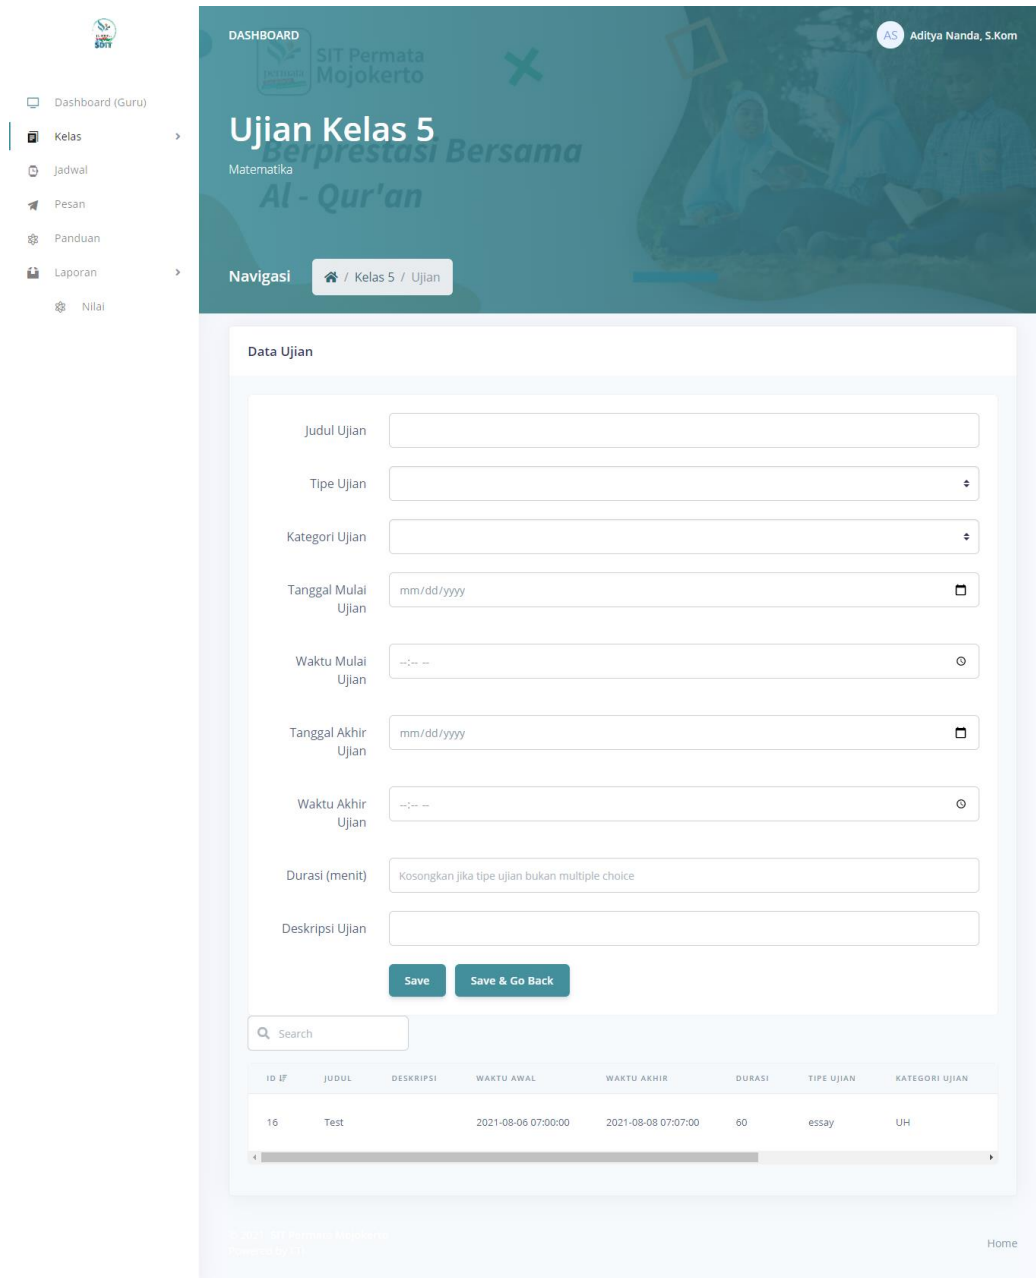 SDIT
DASHBOARD
AS Aditya Nanda, S.Kom
SIT Permata
Mojokerto
Dashboard (Guru)
Kelas
Jadwal
Pesan
Panduan
Laporan
Nilai
Ujian Kelas 5
Berprestasi Bersama
Matematika
Al - Qur'an
Navigasi / Kelas 5 / Ujian
Data Ujian
Judul Ujian
Tipe Ujian
Kategori Ujian
Tanggal Mulai
Ujian
mm/dd/yyyy
Waktu Mulai
Ujian
--:-- --
Tanggal Akhir
Ujian
mm/dd/yyyy
Waktu Akhir
Ujian
--:-- --
Durasi (menit) Kosongkan jika tipe ujian bukan multiple choice
Deskripsi Ujian
Save Save & Go Back
Search
ID JUDUL DESKRIPSI WAKTU AWAL WAKTU AKHIR DURASI TIPE UJIAN KATEGORI UJIAN
16 Test 2021-08-06 07:00:00 2021-08-08 07:07:00 60 essay UH
Home